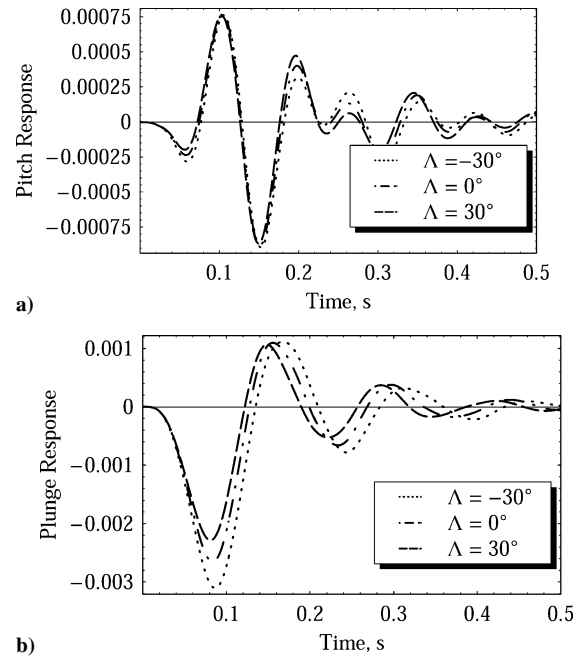 0.00075
0.0005
0.00025
0
−0.00025
−0.0005
−0.00075
Pitch Response
Λ =−30°
Λ = 0°
Λ = 30°
0.1 0.2 0.3 0.4 0.5
Time, s
a)
0.001
0
−0.001
−0.002
−0.003
Plunge Response
Λ = −30°
Λ = 0°
Λ = 30°
0.1 0.2 0.3 0.4 0.5
Time, s
b)